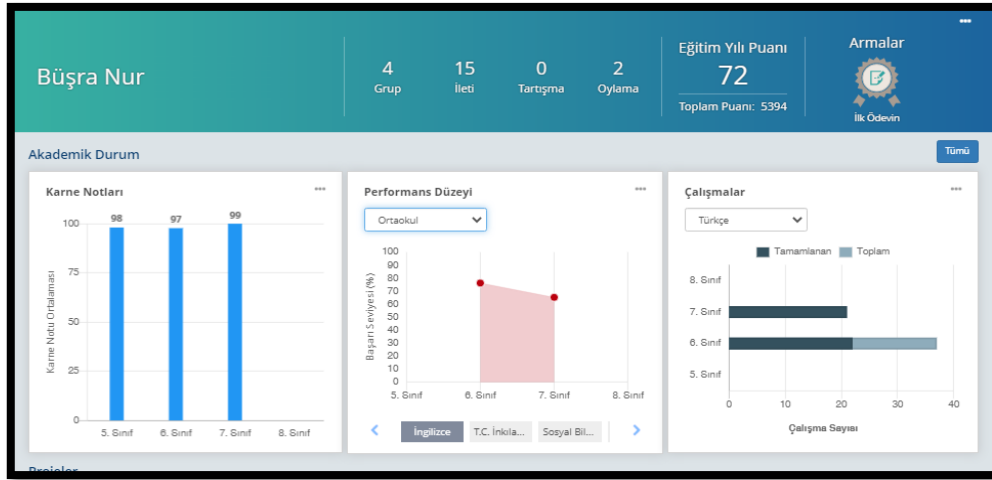 Büşra Nur
4
Grup
15
İleti
0
Tartışma
2
Oylama
Eğitim Yılı Puanı
72
Toplam Puanı: 5394
Armalar
İlk Ödevin
Akademik Durum
Tümü
Karne Notları
Karne Notu Ortalaması
100
75
50
25
0
98
97
99
5. Sınıf
6. Sınıf
7. Sınıf
8. Sınıf
Performans Düzeyi
Ortaokul
Başarı Seviyesi (%)
100
90
80
70
60
50
40
30
20
10
0
5. Sınıf
6. Sınıf
7. Sınıf
8. Sınıf
İngilizce
T.C. İnkıla...
Sosyal Bil...
Çalışmalar
Türkçe
Tamamlanan
Toplam
8. Sınıf
7. Sınıf
6. Sınıf
5. Sınıf
0
10
20
30
40
Çalışma Sayısı
Projeler